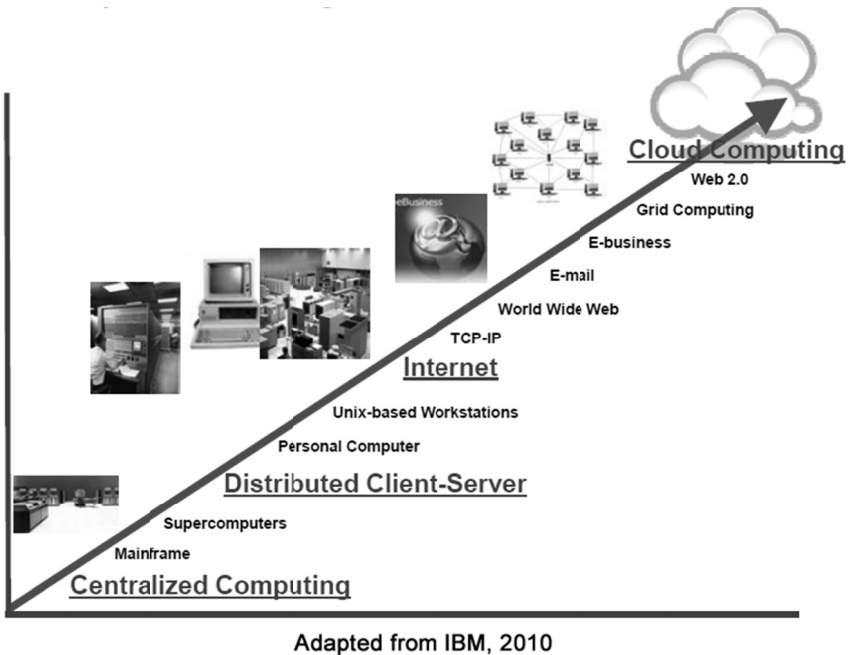 Cloud Computing
Web 2.0
Grid Computing
eBusiness
E-business
E-mail
World Wide Web
TCP-IP
Internet
Unix-based Workstations
Personal Computer
Distributed Client-Server
Supercomputers
Mainframe
Centralized Computing
Adapted from IBM, 2010